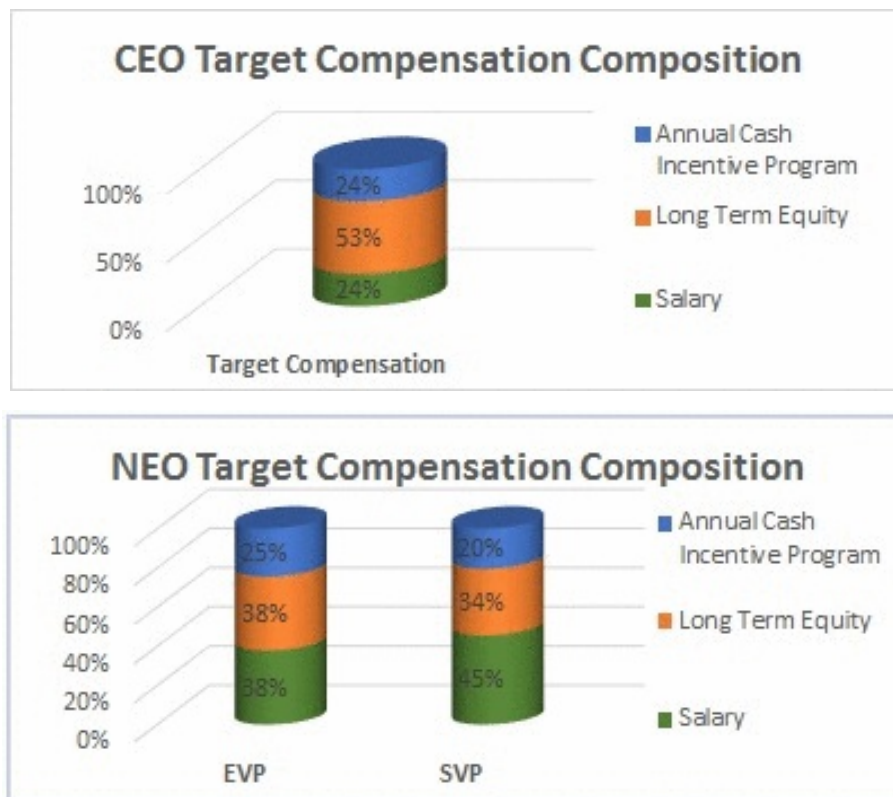 CEO Target Compensation Composition
100%
50%
0%
24%
53%
24%
Target Compensation
Annual Cash
Incentive Program
Long Term Equity
Salary
NEO Target Compensation Composition
100%
80%
60%
40%
20%
0%
25%
38%
38%
20%
34%
45%
EVP
SVP
Annual Cash
Incentive Program
Long Term Equity
Salary